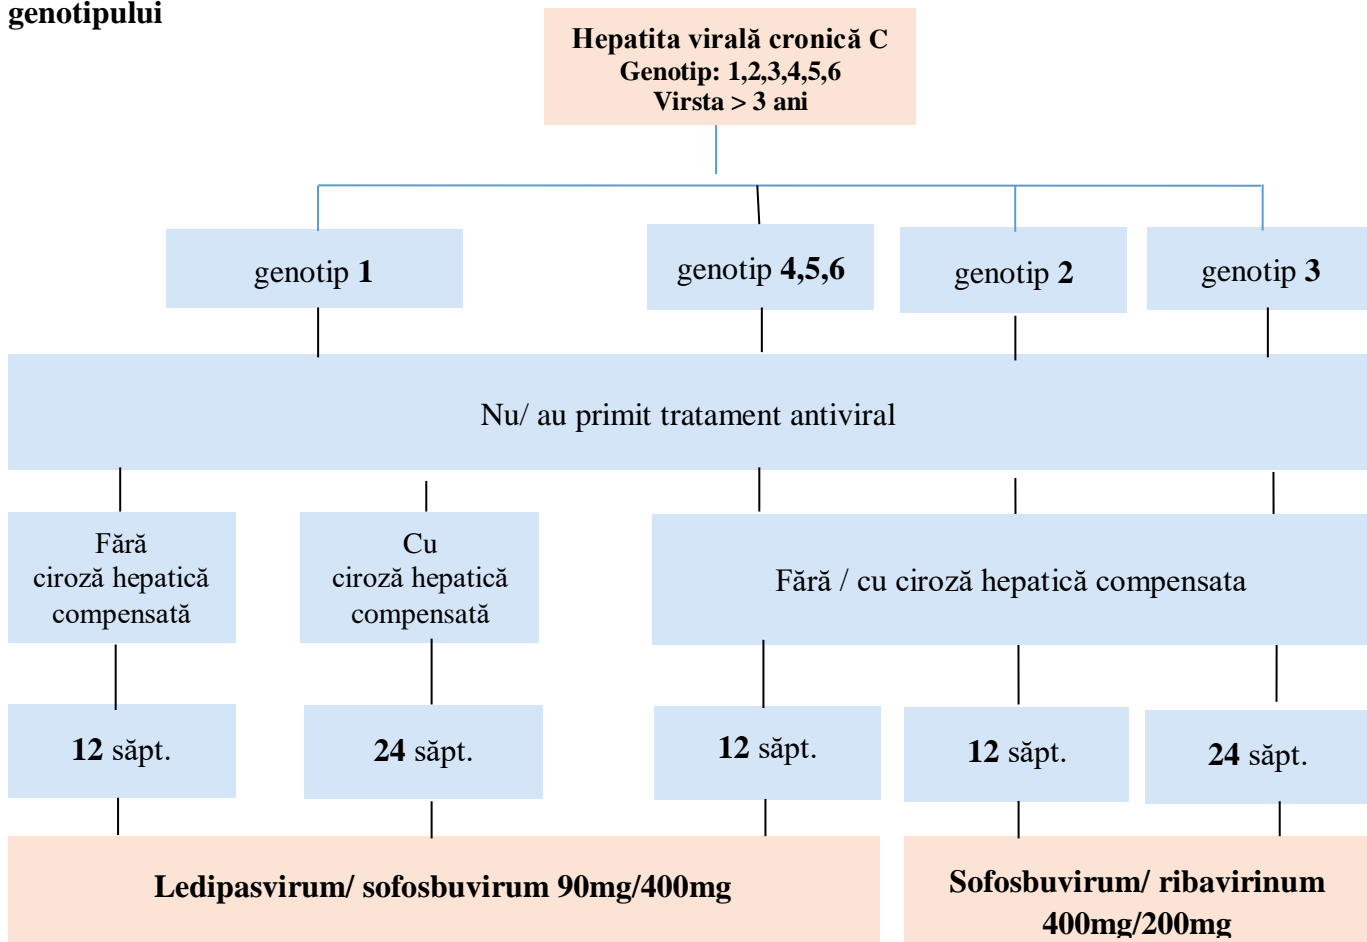 genotipului
Hepatita virală cronică C
Genotip: 1,2,3,4,5,6
Virsta > 3 ani
genotip 1
genotip 4,5,6
genotip 2
genotip 3
Nu/ au primit tratament antiviral
Fără
ciroză hepatică
compensată
Cu
ciroză hepatică
compensată
Fără / cu ciroză hepatică compensata
12 săpt.
24 săpt.
12 săpt.
12 săpt.
24 săpt.
Ledipasvirum/ sofosbuvirum 90mg/400mg
Sofosbuvirum/ ribavirinum
400mg/200mg